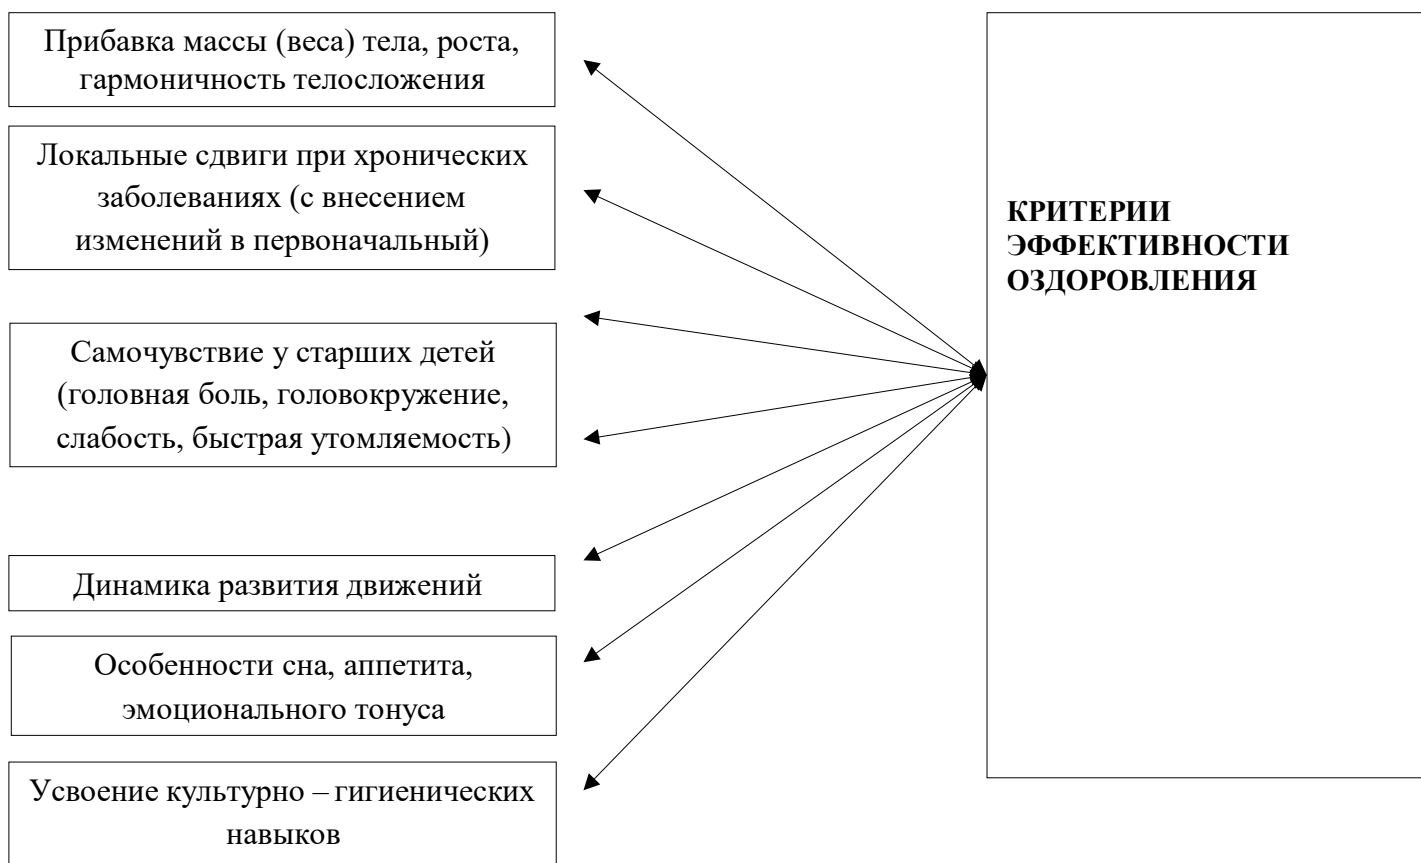 Прибавка массы (веса) тела, роста,
гармоничность телосложения
Локальные сдвиги при хронических
заболеваниях (с внесением
изменений в первоначальный)
Самочувствие у старших детей
(головная боль, головокружение,
слабость, быстрая утомляемость)
Динамика развития движений
Особенности сна, аппетита,
эмоционального тонуса
Усвоение культурно – гигиенических
навыков
КРИТЕРИИ
ЭФФЕКТИВНОСТИ
ОЗДОРОВЛЕНИЯ